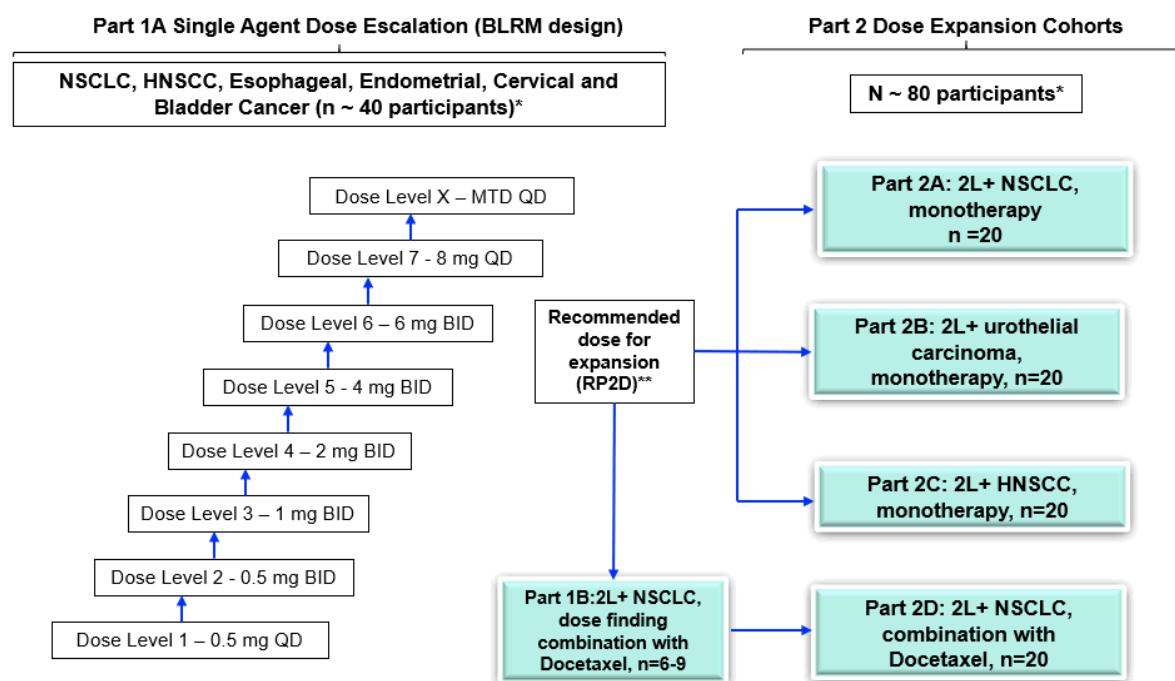 Part 1A Single Agent Dose Escalation (BLRM design)
NSCLC, HNSCC, Esophageal, Endometrial, Cervical and
Bladder Cancer (n ~ 40 participants)*
Dose Level X – MTD QD
Dose Level 7 - 8 mg QD
Dose Level 6 – 6 mg BID
Dose Level 5 - 4 mg BID
Dose Level 4 – 2 mg BID
Dose Level 3 – 1 mg BID
Dose Level 2 - 0.5 mg BID
Dose Level 1 – 0.5 mg QD
Recommended
dose for
expansion
(RP2D)**
Part 1B:2L+ NSCLC,
dose finding
combination with
Docetaxel, n=6-9
Part 2 Dose Expansion Cohorts
N ~ 80 participants*
Part 2A: 2L+ NSCLC,
monotherapy
n =20
Part 2B: 2L+ urothelial
carcinoma,
monotherapy, n=20
Part 2C: 2L+ HNSCC,
monotherapy, n=20
Part 2D: 2L+ NSCLC,
combination with
Docetaxel, n=20